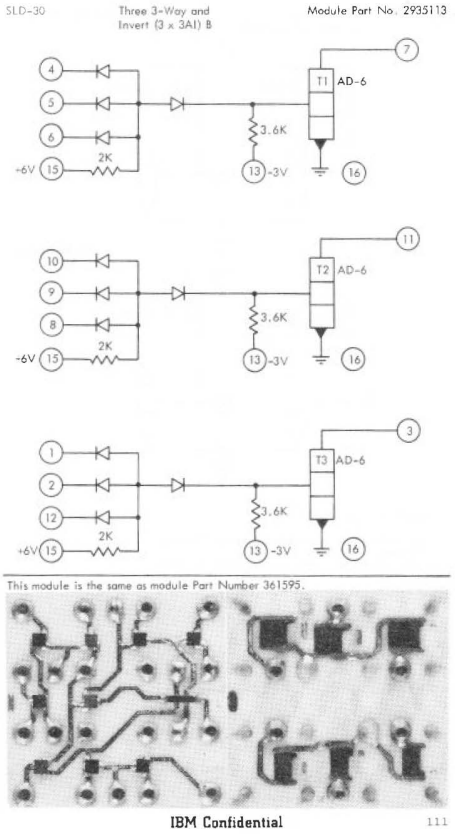 SLD-30 Three 3-Way and Module Part No. 2935113
Invert (3 x 3AI) B
7
4 T1 AD-6
5
6 3.6K
2K
+6V 15 13 -3V 16
11
10 T2 AD-6
9
8 3.6K
2K
-6V 15 13 -3V 16
3
1 T3 AD-6
2
12 3.6K
2K
+6V 15 13 -3V 16
This module is the same as module Part Number 361595.
IBM Confidential 111